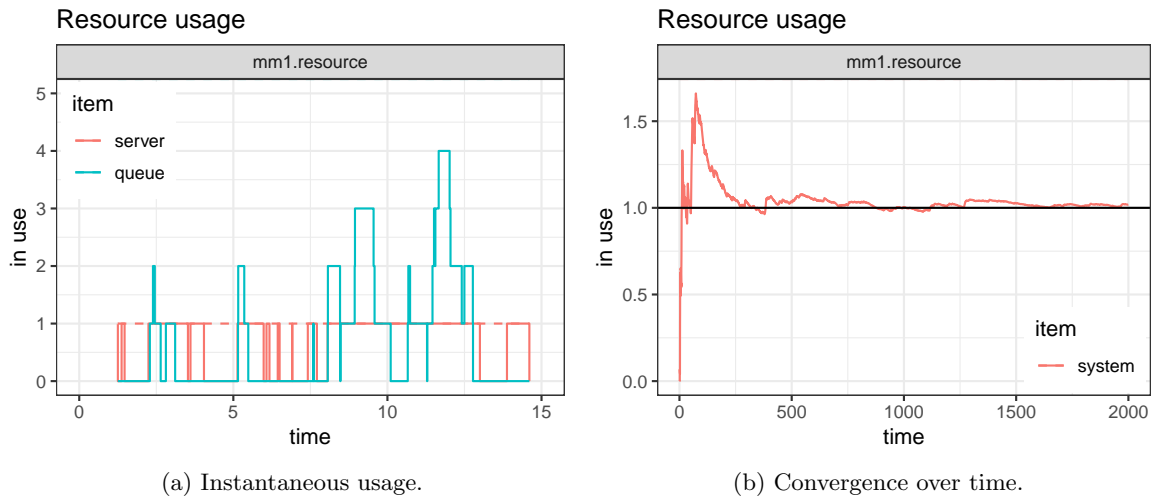 Resource usage
mm1.resource
5
4
3
2
1
0
in use
item
server
queue
0
5
10
15
time
(a) Instantaneous usage.
Resource usage
mm1.resource
1.5
1.0
0.5
0.0
in use
item
system
0
500
1000
1500
2000
time
(b) Convergence over time.